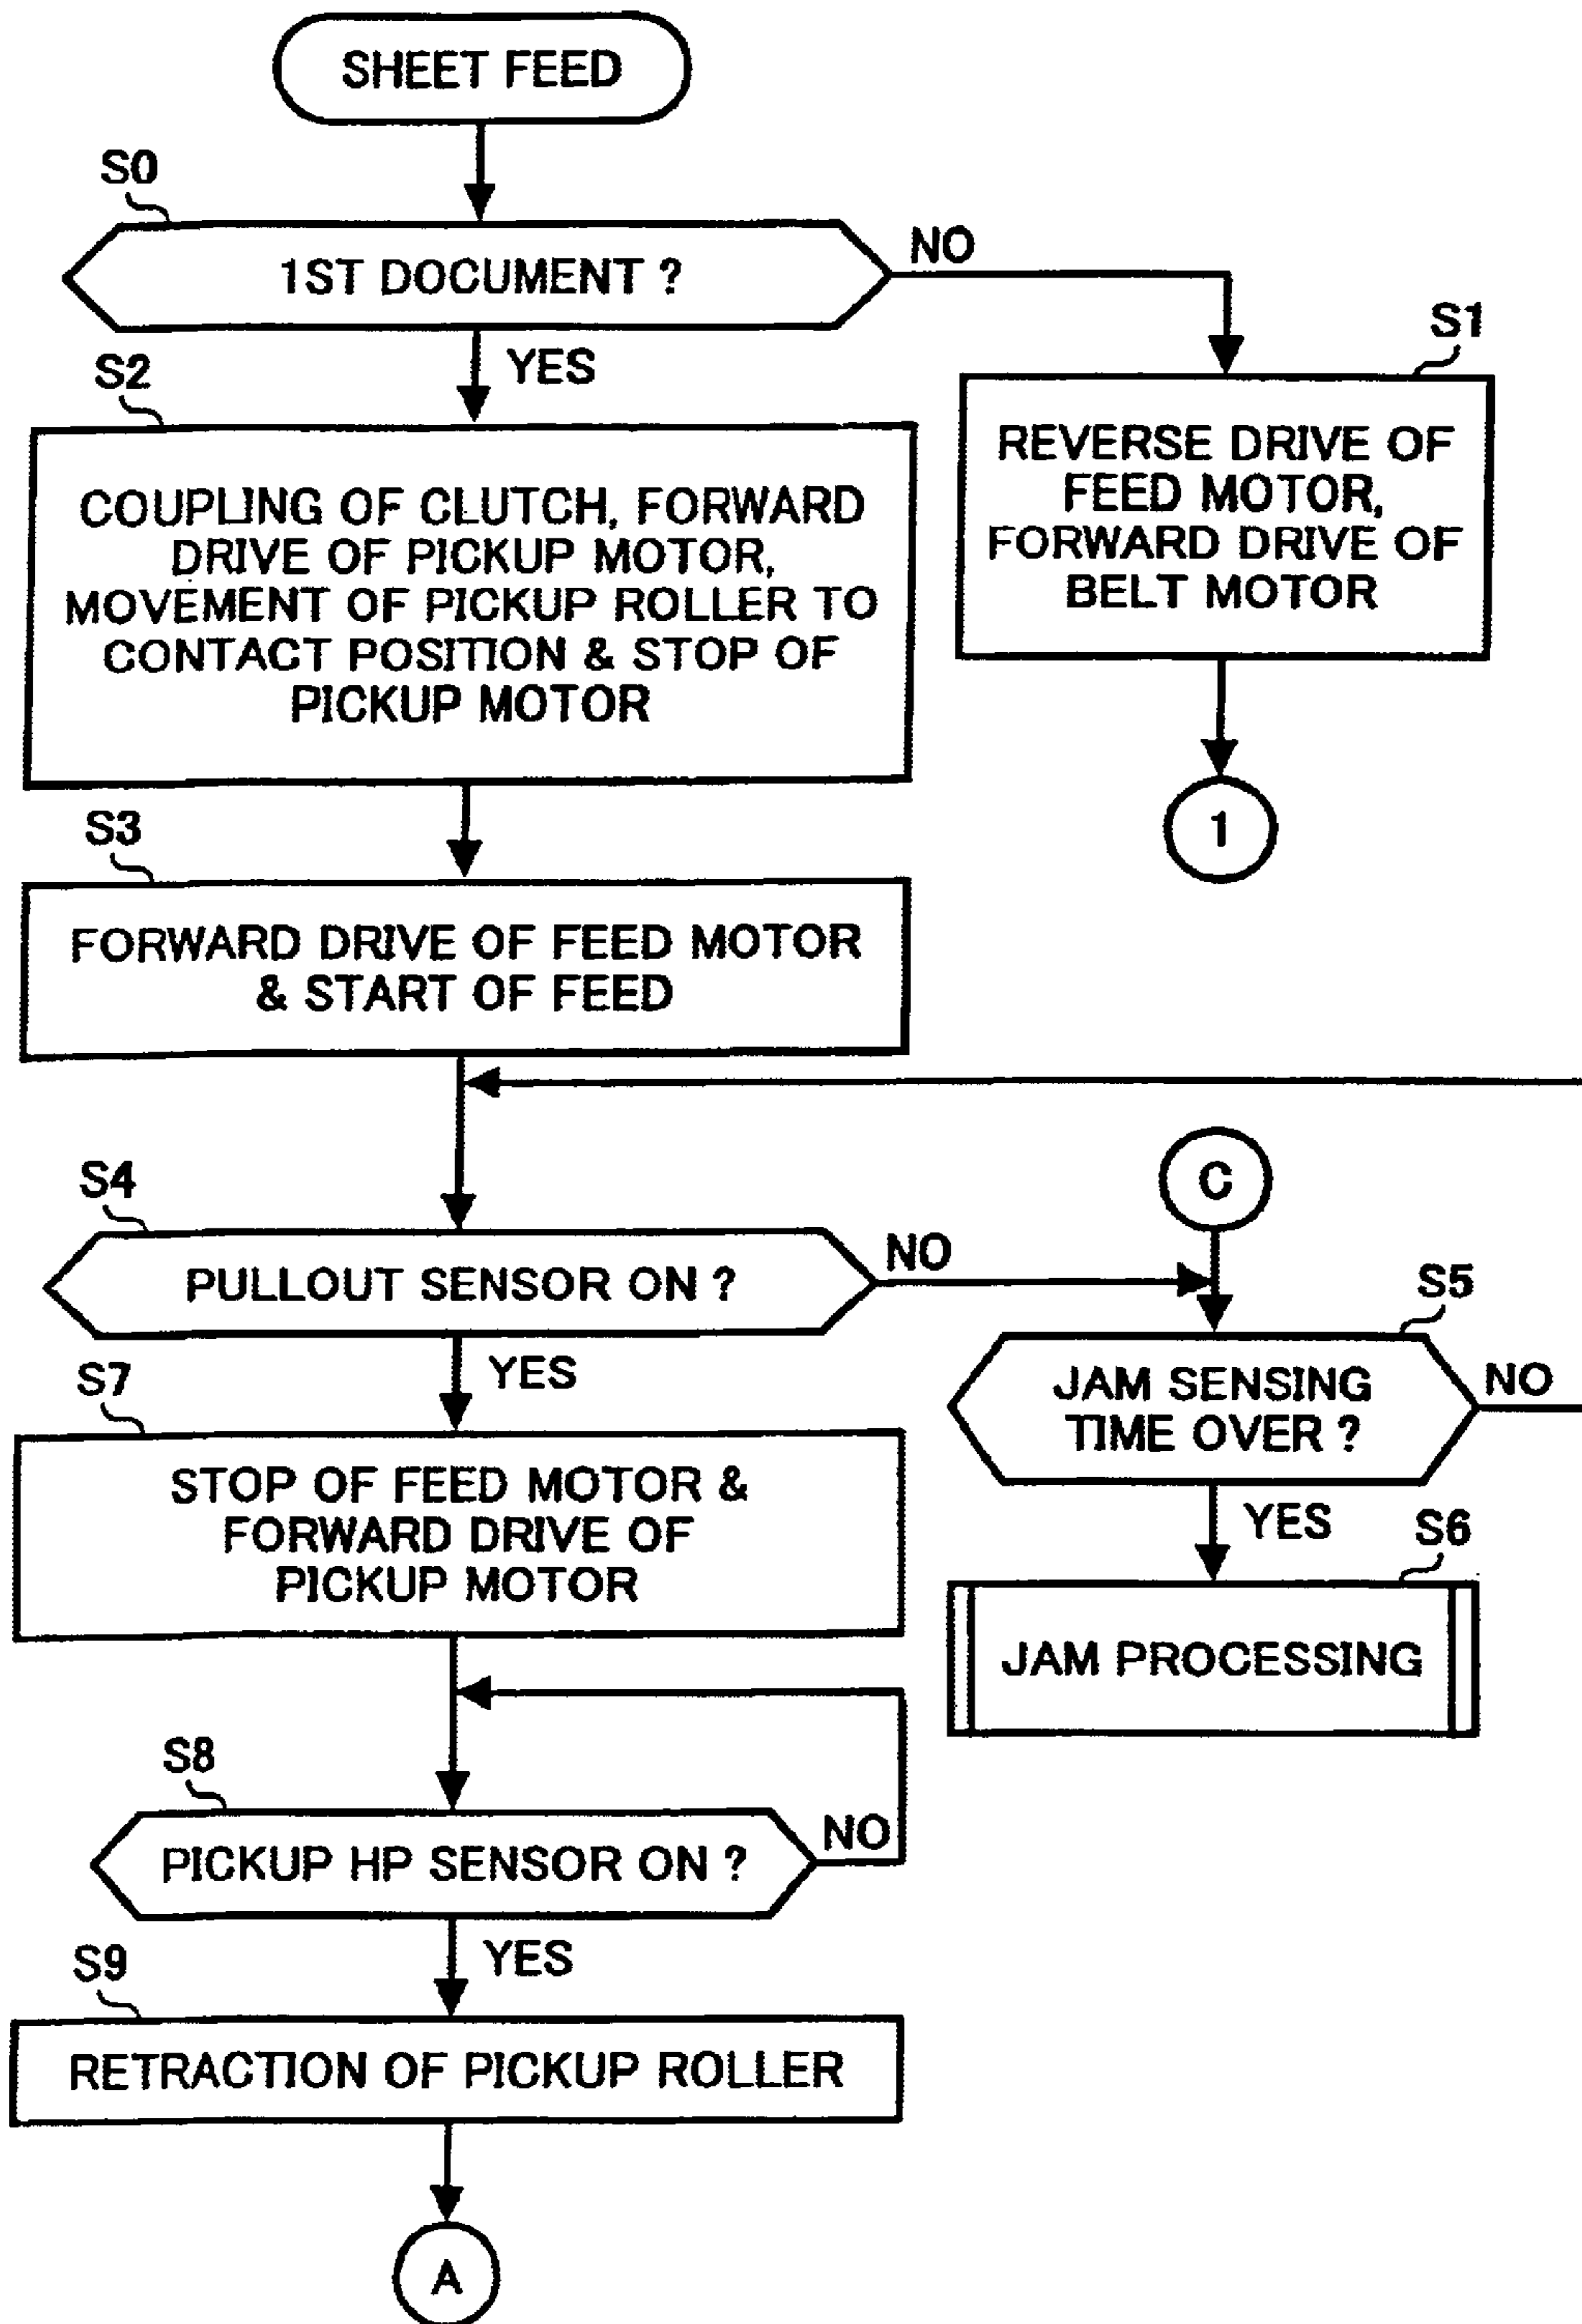 SHEET FEED
S0
1ST DOCUMENT ?
NO
YES
S1
REVERSE DRIVE OF
FEED MOTOR,
FORWARD DRIVE OF
BELT MOTOR
1
S2
COUPLING OF CLUTCH, FORWARD
DRIVE OF PICKUP MOTOR,
MOVEMENT OF PICKUP ROLLER TO
CONTACT POSITION & STOP OF
PICKUP MOTOR
S3
FORWARD DRIVE OF FEED MOTOR
& START OF FEED
S4
PULLOUT SENSOR ON ?
NO
YES
C
S5
JAM SENSING
TIME OVER ?
NO
YES
S6
JAM PROCESSING
S7
STOP OF FEED MOTOR &
FORWARD DRIVE OF
PICKUP MOTOR
S8
PICKUP HP SENSOR ON ?
NO
YES
S9
RETRACTION OF PICKUP ROLLER
A